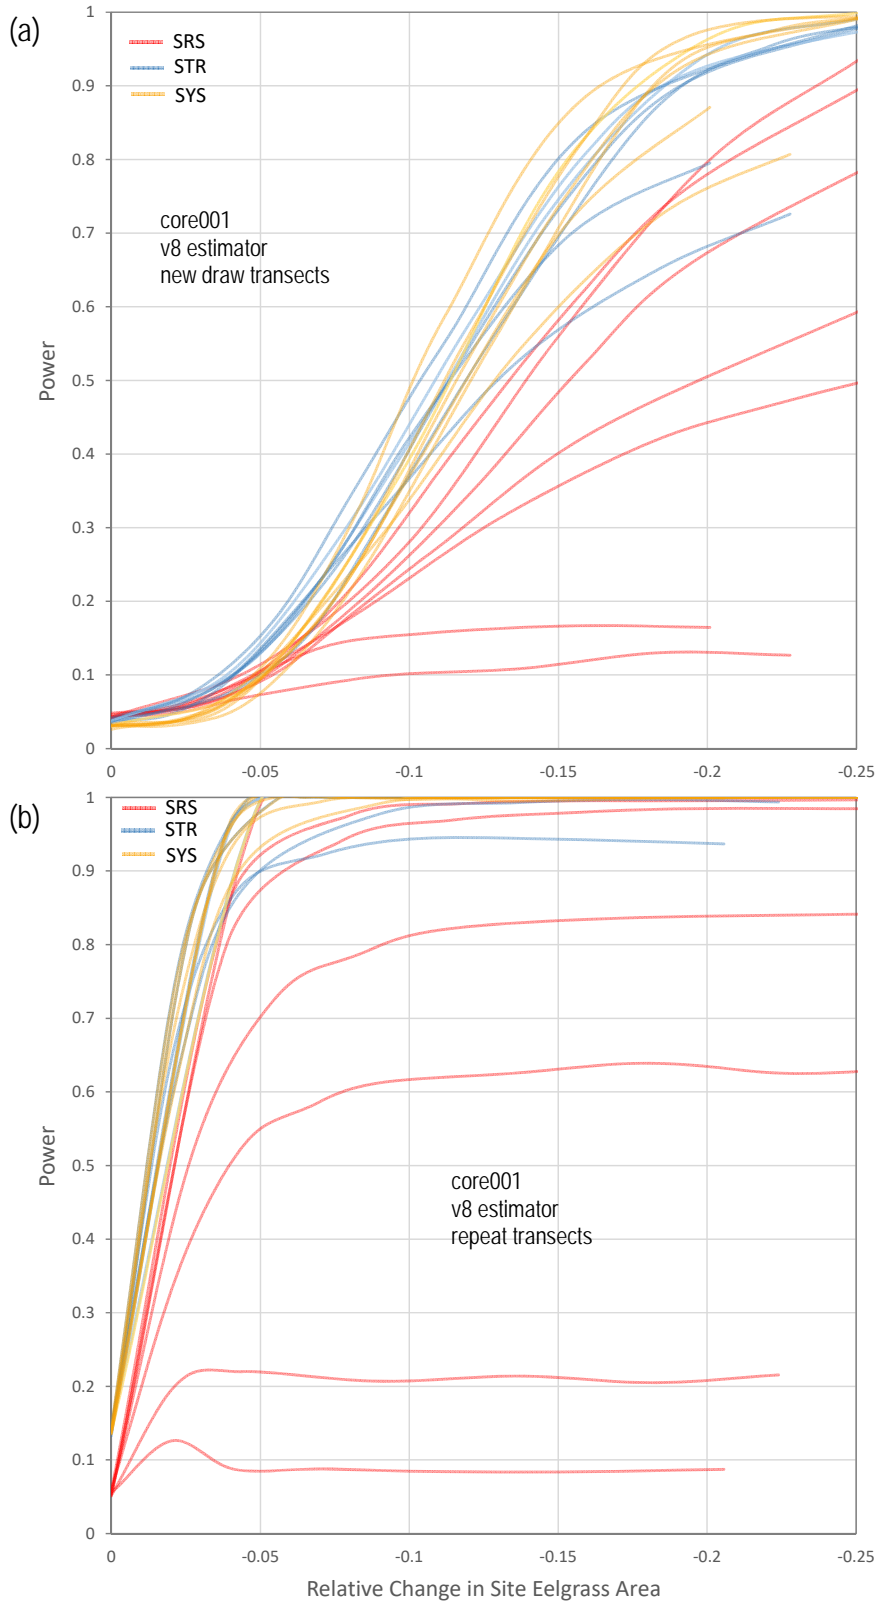 (a)
1
0.9
0.8
0.7
0.6
0.5
0.4
0.3
0.2
0.1
0
Power
SRS
STR
SYS
core001
v8 estimator
new draw transects
0
-0.05
-0.1
-0.15
-0.2
-0.25
(b)
1
0.9
0.8
0.7
0.6
0.5
0.4
0.3
0.2
0.1
0
Power
SRS
STR
SYS
core001
v8 estimator
repeat transects
0
-0.05
-0.1
-0.15
-0.2
-0.25
Relative Change in Site Eelgrass Area